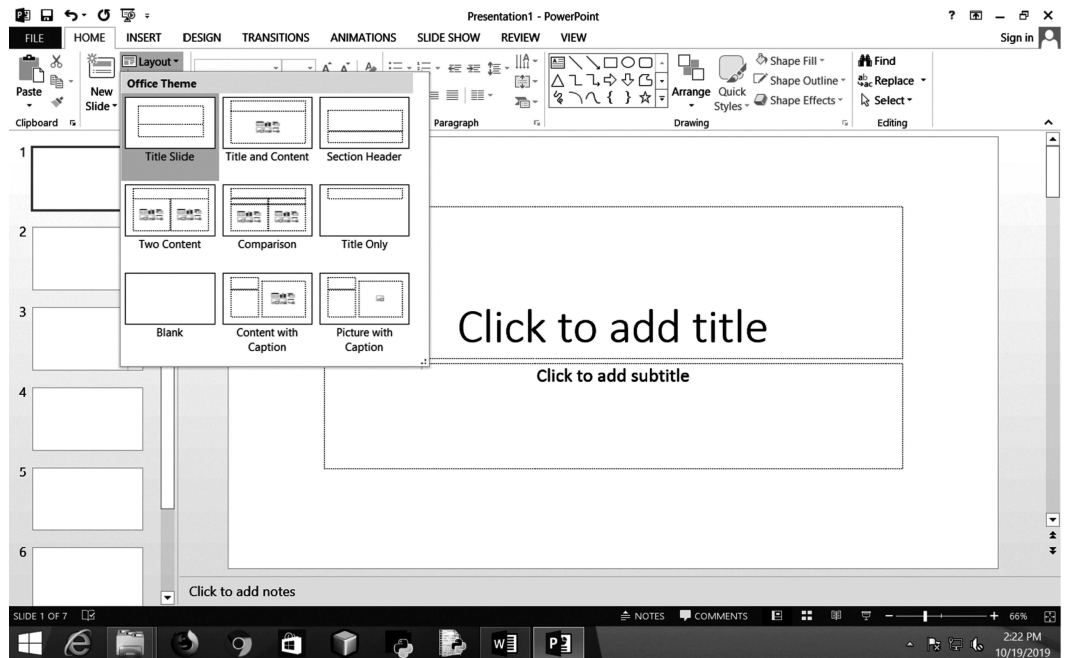 Presentation1 - PowerPoint
?
FILE HOME INSERT DESIGN TRANSITIONS ANIMATIONS SLIDE SHOW REVIEW VIEW Sign in
Layout
Paste
New
Slide
Arrange
Quick
Styles
Shape Fill
Shape Outline
Shape Effects
Find
Replace
Select
Clipboard Paragraph Drawing Editing
Office Theme
Title Slide Title and Content Section Header
Two Content Comparison Title Only
Blank Content with Caption Picture with Caption
1
2
3
4
5
6
Click to add title
Click to add subtitle
Click to add notes
SLIDE 1 OF 7 NOTES COMMENTS 66%
2:22 PM
10/19/2019